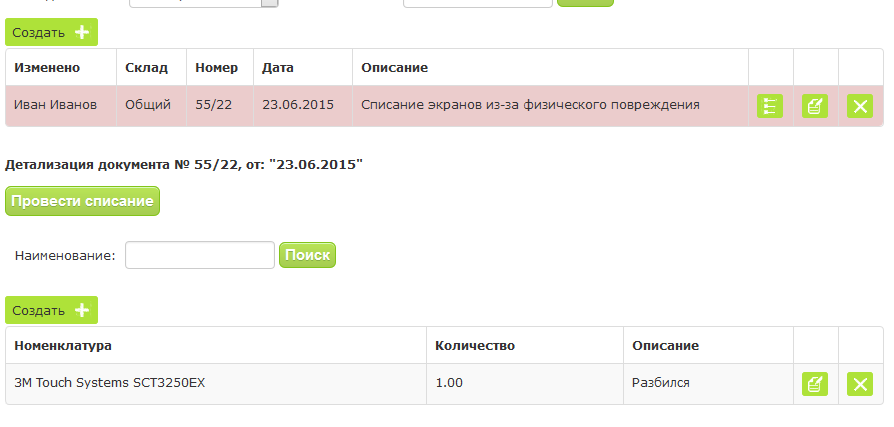 Создать
Изменено Склад Номер Дата Описание
Иван Иванов Общий 55/22 23.06.2015 Списание экранов из-за физического повреждения
Детализация документа № 55/22, от: "23.06.2015"
Провести списание
Наименование: Поиск
Создать
Номенклатура Количество Описание
3M Touch Systems SCT3250EX 1.00 Разбился